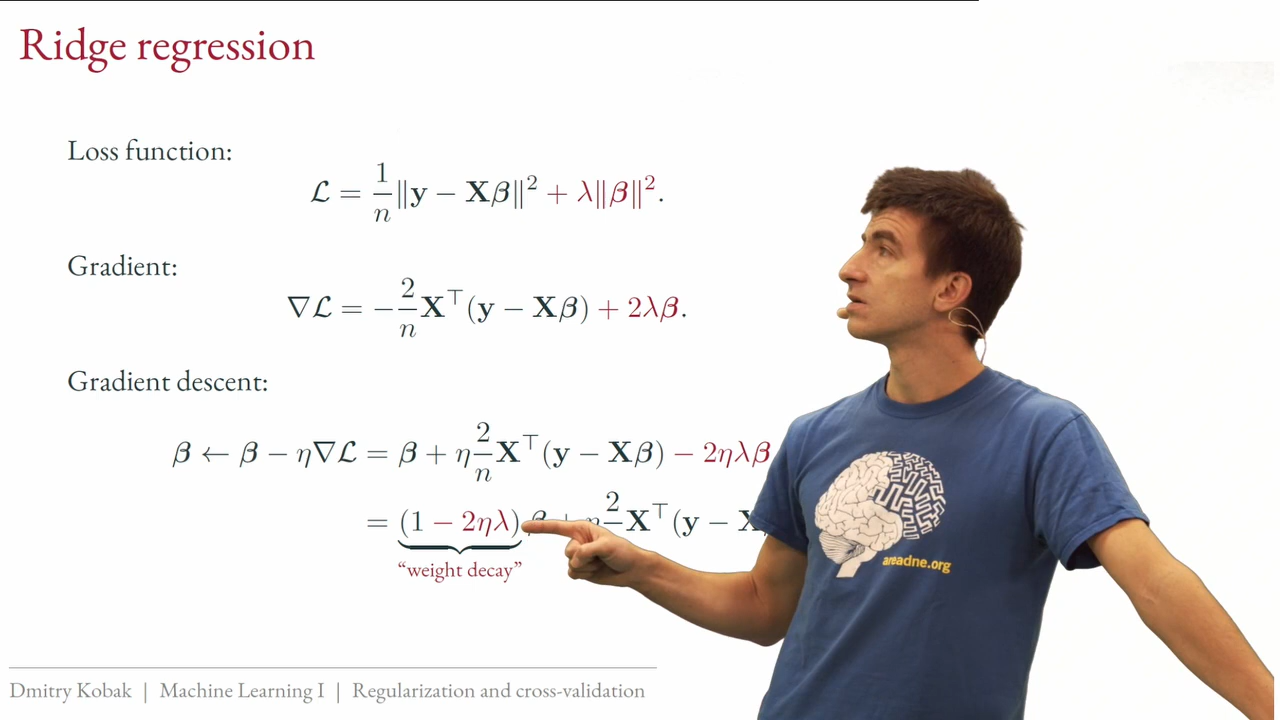 Ridge regression
Loss function:
ℒ = 1/n ‖y − Xβ‖² + λ‖β‖².
Gradient:
∇ℒ = −2/n X⊤(y − Xβ) + 2λβ.
Gradient descent:
β ← β − η∇ℒ = β + η 2/n X⊤(y − Xβ) − 2ηλβ
= (1 − 2ηλ) β + η 2/n X⊤(y − X
“weight decay”
areadne.org
Dmitry Kobak | Machine Learning I | Regularization and cross-validation